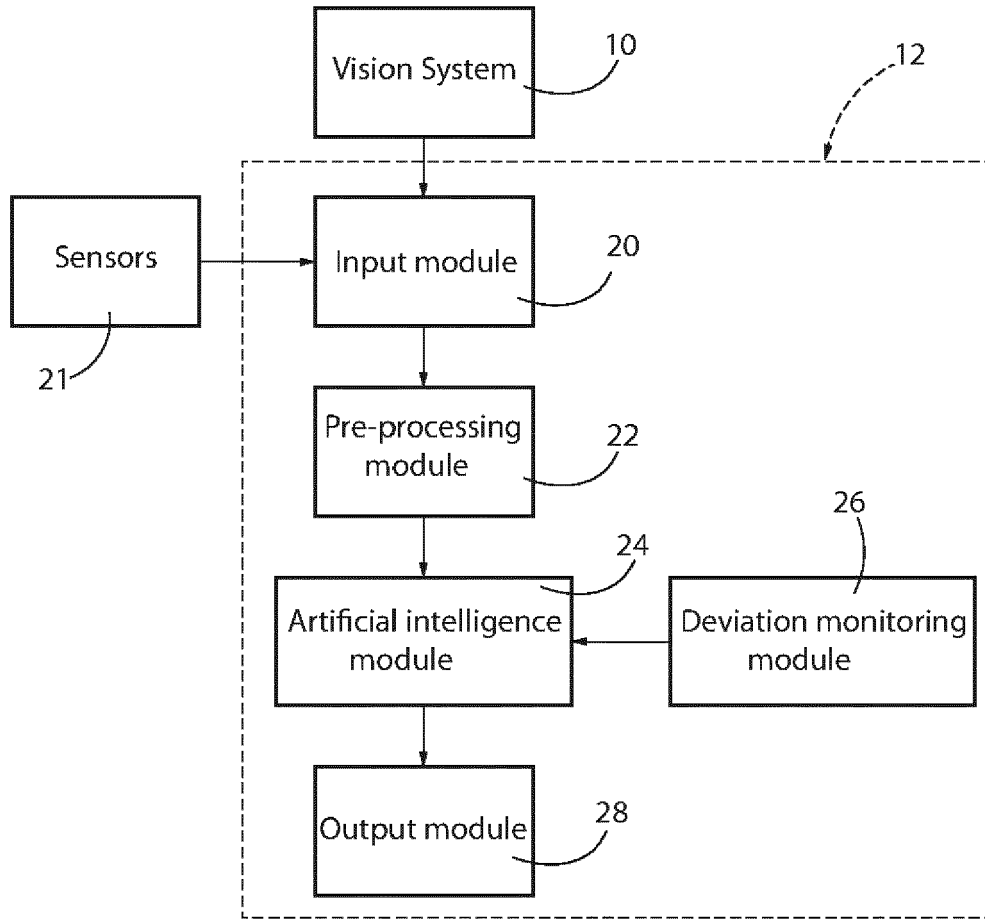 Vision System
10
12
Sensors
21
Input module
20
Pre-processing
module
22
24
26
Artificial intelligence
module
Deviation monitoring
module
Output module
28